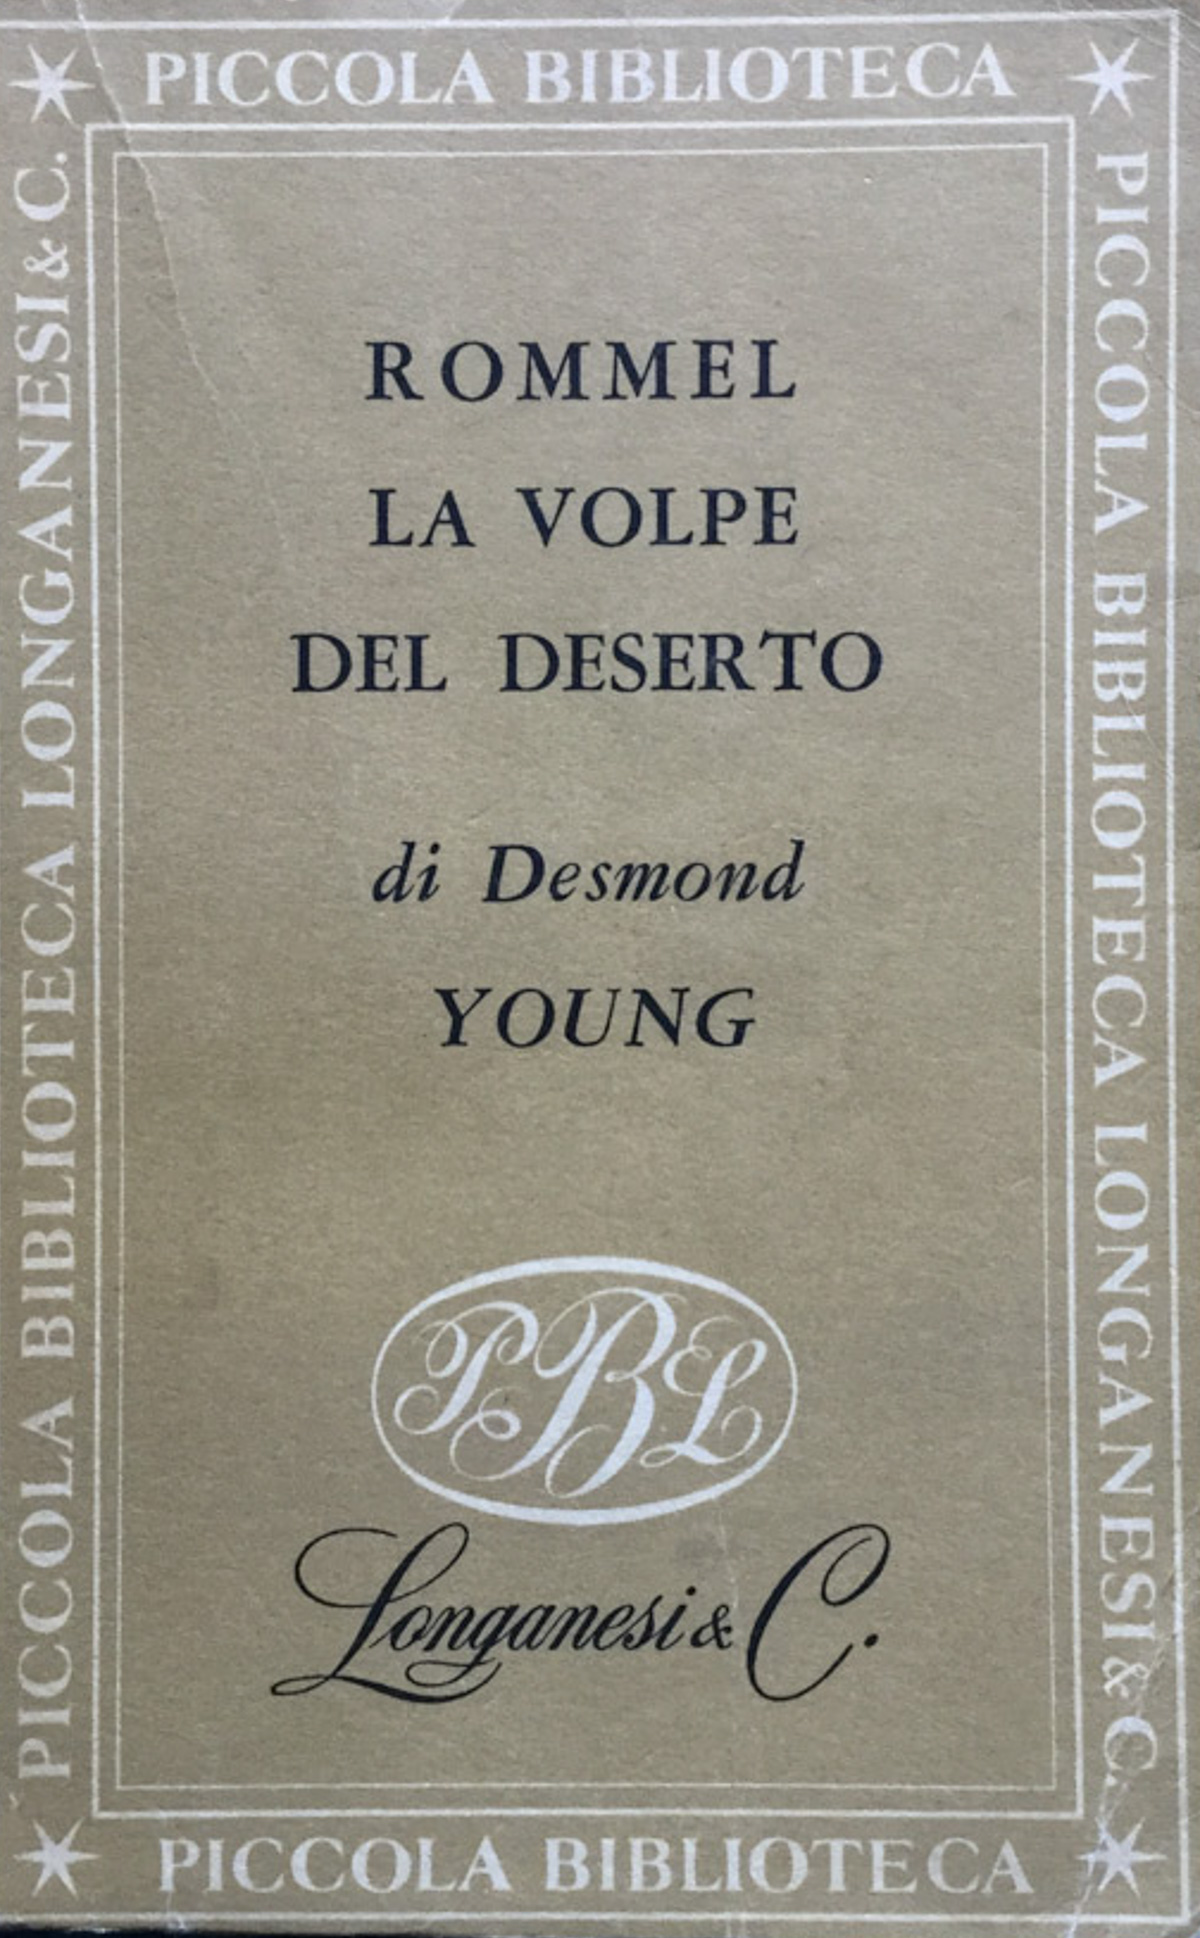 PICCOLA BIBLIOTECA
PICCOLA BIBLIOTECA LONGANESI & C.
PICCOLA BIBLIOTECA LONGANESI & C.
ROMMEL
LA VOLPE
DEL DESERTO
di Desmond
YOUNG
PBL
Longanesi & C.
PICCOLA BIBLIOTECA